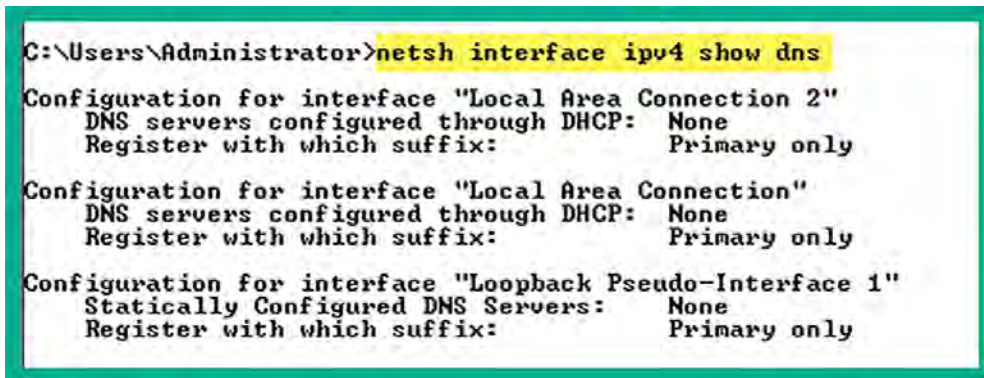 C:\Users\Administrator>netsh interface ipv4 show dns
Configuration for interface "Local Area Connection 2"
DNS servers configured through DHCP: None
Register with which suffix: Primary only
Configuration for interface "Local Area Connection"
DNS servers configured through DHCP: None
Register with which suffix: Primary only
Configuration for interface "Loopback Pseudo-Interface 1"
Statically Configured DNS Servers: None
Register with which suffix: Primary only